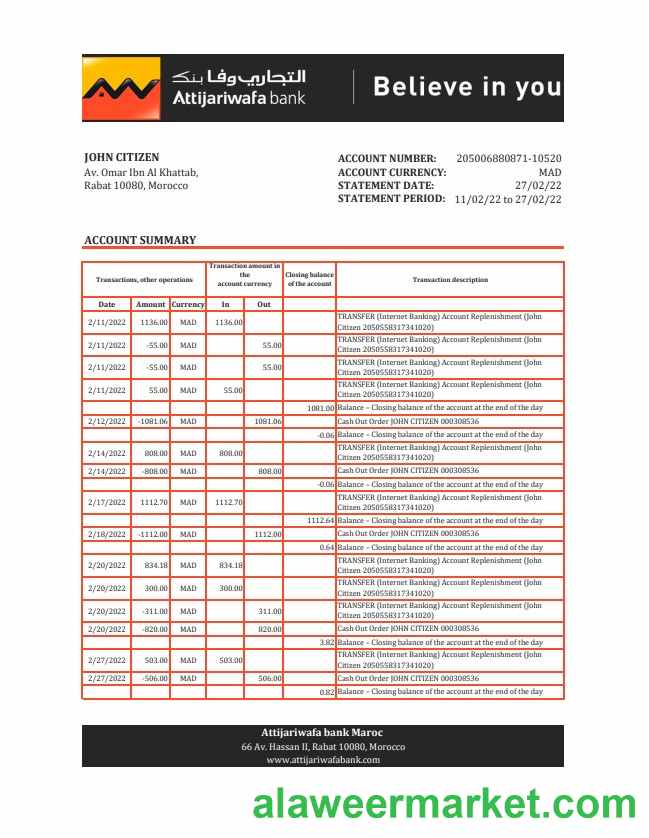 التجاري وفا بنك
Attijariwafa bank
Believe in you
JOHN CITIZEN
Av. Omar Ibn Al Khattab,
Rabat 10080, Morocco
ACCOUNT NUMBER: 205006880871-10520
ACCOUNT CURRENCY: MAD
STATEMENT DATE: 27/02/22
STATEMENT PERIOD: 11/02/22 to 27/02/22
ACCOUNT SUMMARY
Transactions, other operations
Transaction amount in
the
account currency
Closing balance
of the account
Transaction description
Date Amount Currency In Out
2/11/2022 1136.00 MAD 1136.00 TRANSFER (Internet Banking) Account Replenishment (John
Citizen 2050558317341020)
2/11/2022 -55.00 MAD 55.00 TRANSFER (Internet Banking) Account Replenishment (John
Citizen 2050558317341020)
2/11/2022 -55.00 MAD 55.00 TRANSFER (Internet Banking) Account Replenishment (John
Citizen 2050558317341020)
2/11/2022 55.00 MAD 55.00 TRANSFER (Internet Banking) Account Replenishment (John
Citizen 2050558317341020)
1081.00 Balance – Closing balance of the account at the end of the day
2/12/2022 -1081.06 MAD 1081.06 Cash Out Order JOHN CITIZEN 000308536
-0.06 Balance – Closing balance of the account at the end of the day
2/14/2022 808.00 MAD 808.00 TRANSFER (Internet Banking) Account Replenishment (John
Citizen 2050558317341020)
2/14/2022 -808.00 MAD 808.00 Cash Out Order JOHN CITIZEN 000308536
-0.06 Balance – Closing balance of the account at the end of the day
2/17/2022 1112.70 MAD 1112.70 TRANSFER (Internet Banking) Account Replenishment (John
Citizen 2050558317341020)
1112.64 Balance – Closing balance of the account at the end of the day
2/18/2022 -1112.00 MAD 1112.00 Cash Out Order JOHN CITIZEN 000308536
0.64 Balance – Closing balance of the account at the end of the day
2/20/2022 834.18 MAD 834.18 TRANSFER (Internet Banking) Account Replenishment (John
Citizen 2050558317341020)
2/20/2022 300.00 MAD 300.00 TRANSFER (Internet Banking) Account Replenishment (John
Citizen 2050558317341020)
2/20/2022 -311.00 MAD 311.00 TRANSFER (Internet Banking) Account Replenishment (John
Citizen 2050558317341020)
2/20/2022 -820.00 MAD 820.00 Cash Out Order JOHN CITIZEN 000308536
3.82 Balance – Closing balance of the account at the end of the day
2/27/2022 503.00 MAD 503.00 TRANSFER (Internet Banking) Account Replenishment (John
Citizen 2050558317341020)
2/27/2022 -506.00 MAD 506.00 Cash Out Order JOHN CITIZEN 000308536
0.82 Balance – Closing balance of the account at the end of the day
Attijariwafa bank Maroc
66 Av. Hassan II, Rabat 10080, Morocco
www.attijariwafabank.com
alaweermarket.com